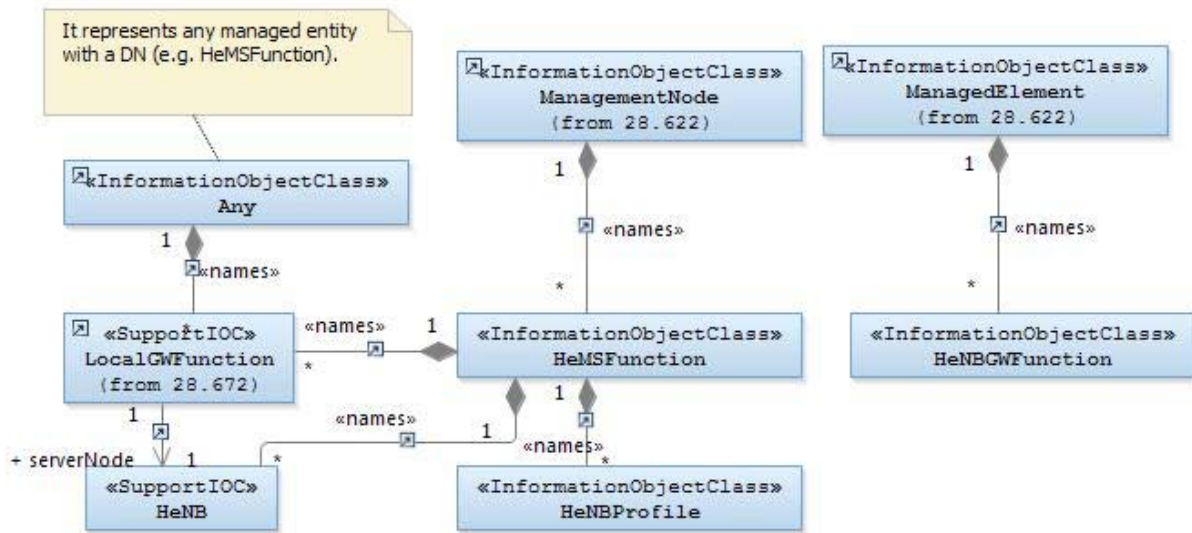 It represents any managed entity
with a DN (e.g. HeMSFunction).
«InformationObjectClass»
ManagementNode
(from 28.622)
«InformationObjectClass»
ManagedElement
(from 28.622)
1
1
«InformationObjectClass»
Any
1
«names»
«names»
«names»
*
*
*
«SupportIOC»
LocalGWFunction
(from 28.672)
«names»
1
*
«InformationObjectClass»
HeMSFunction
«InformationObjectClass»
HeNBGWFunction
1
«names»
1
1
«names»
+ serverNode
1
*
*
«SupportIOC»
HeNB
«InformationObjectClass»
HeNBProfile